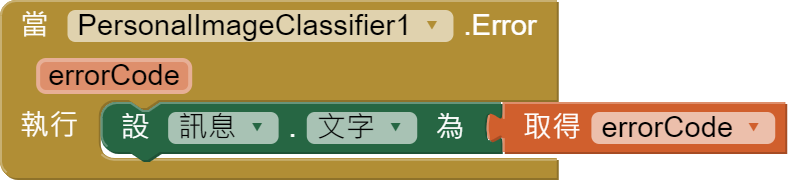 當 PersonalImageClassifier1 .Error
errorCode
執行 設 訊息 . 文字 為 取得 errorCode